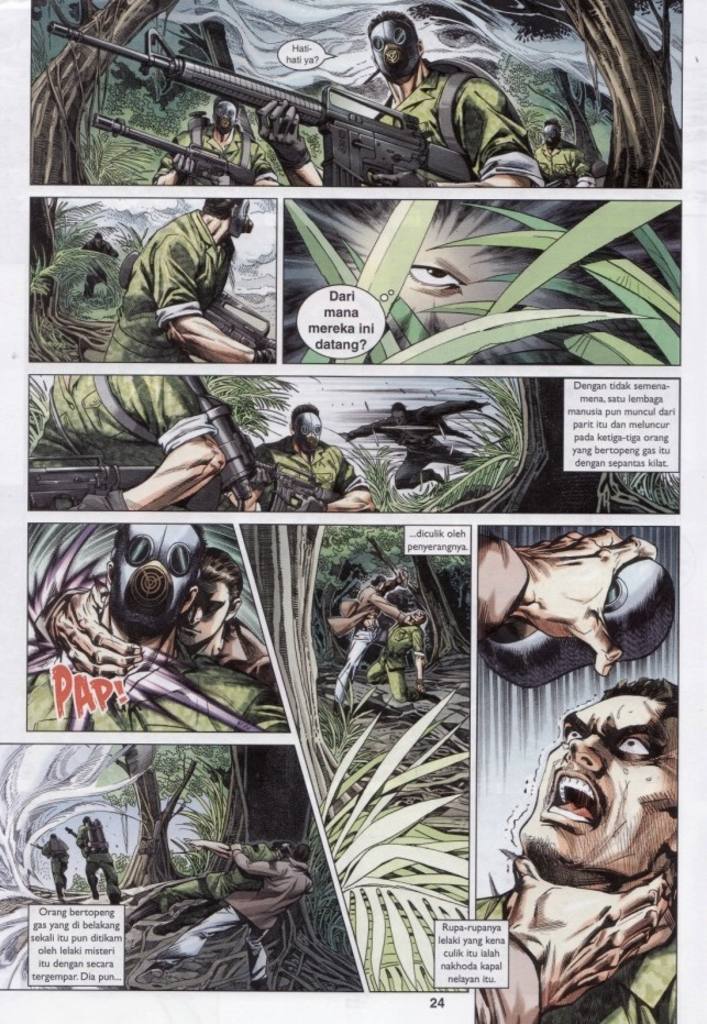 Hati-
hati ya?
Dari
mana
mereka ini
datang?
Dengan tidak semena-
mena, satu lembaga
manusia pun muncul dari
parit itu dan meluncur
pada ketiga-tiga orang
yang bertopeng gas itu
dengan sepantas kilat.
PAP!
...diculik oleh
penyerangnya.
Orang bertopeng
gas yang di belakang
sekali itu pun ditikam
oleh lelaki misteri
itu dengan secara
tergempar. Dia pun...
Rupa-rupanya
lelaki yang kena
culik itu ialah
nakhoda kapal
nelayan itu.
24